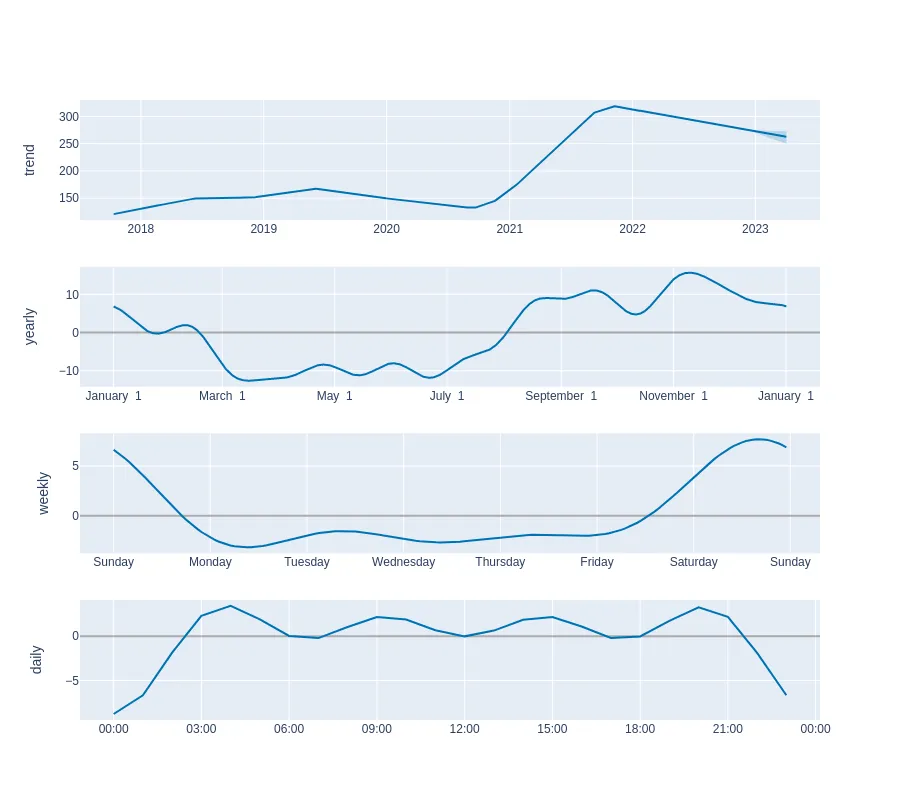 trend
300
250
200
150
2018 2019 2020 2021 2022 2023
yearly
10
0
−10
January 1 March 1 May 1 July 1 September 1 November 1 January 1
weekly
5
0
Sunday Monday Tuesday Wednesday Thursday Friday Saturday Sunday
daily
0
−5
00:00 03:00 06:00 09:00 12:00 15:00 18:00 21:00 00:00